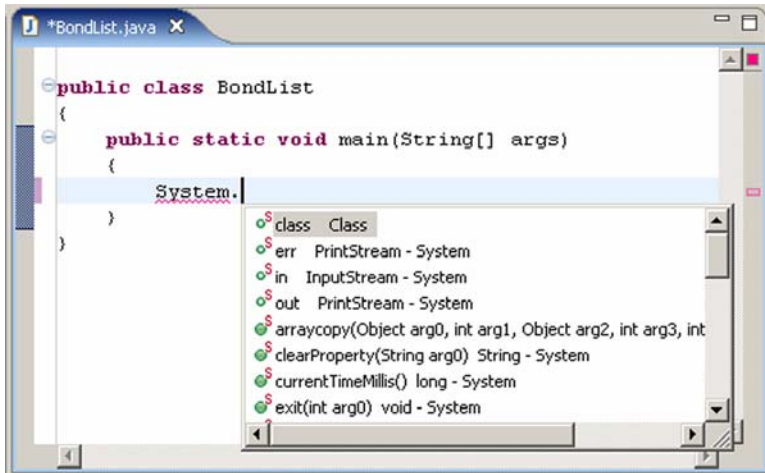 *BondList.java
public class BondList
{
public static void main(String[] args)
{
System.
}
}
class Class
err PrintStream - System
in InputStream - System
out PrintStream - System
arraycopy(Object arg0, int arg1, Object arg2, int arg3, int
clearProperty(String arg0) String - System
currentTimeMillis() long - System
exit(int arg0) void - System